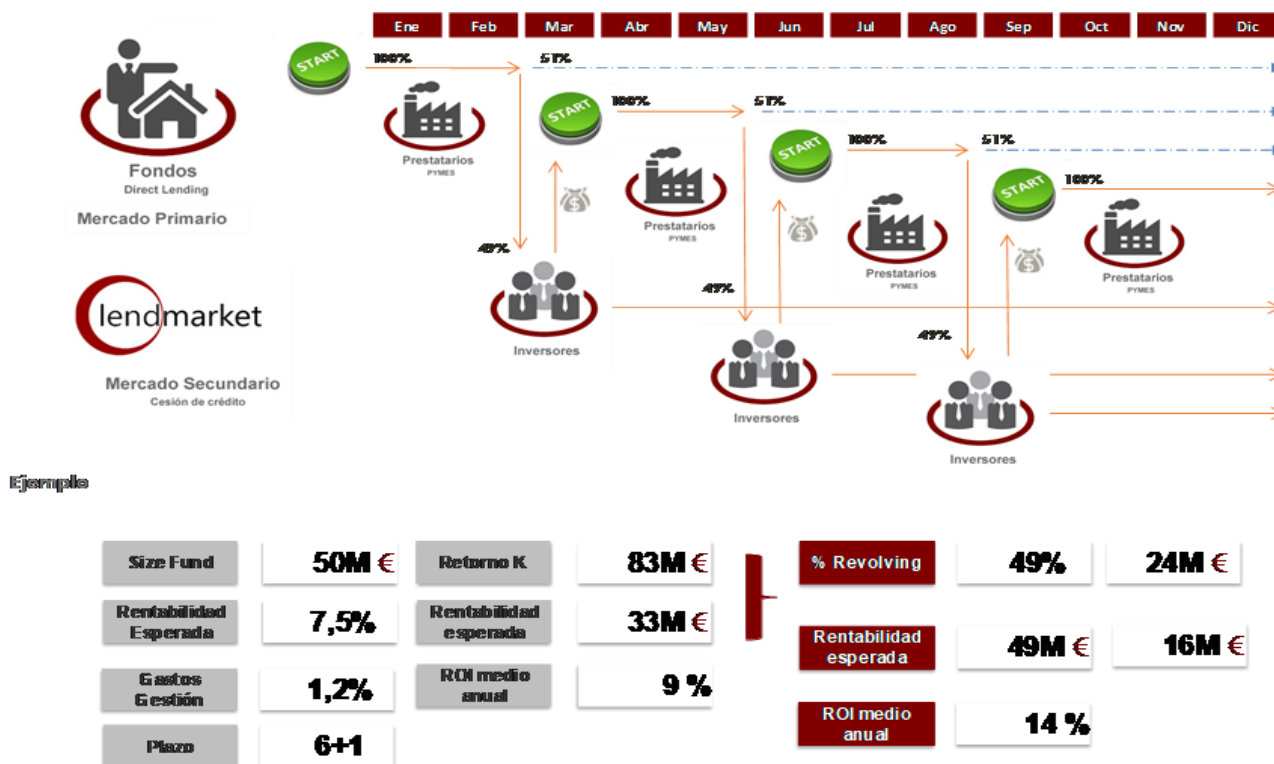 Ene Feb Mar Abr May Jun Jul Ago Sep Oct Nov Dic
START
100%
51%
Prestatarios
PYMES
START
100%
51%
Prestatarios
PYMES
START
100%
51%
Prestatarios
PYMES
START
100%
Prestatarios
PYMES
Fondos
Direct Lending
Mercado Primario
49%
Inversores
49%
Inversores
49%
Inversores
lendmarket
Mercado Secundario
Cesión de crédito
Ejemplo
Size Fund 50M € Retorno K 83M € % Revolving 49% 24M €
Rentabilidad
Esperada
7,5%
Rentabilidad
esperada
33M €
Rentabilidad
esperada
49M € 16M €
Gastos
Gestión
1,2%
ROI medio
anual
9 %
ROI medio
anual
14 %
Plazo 6+1